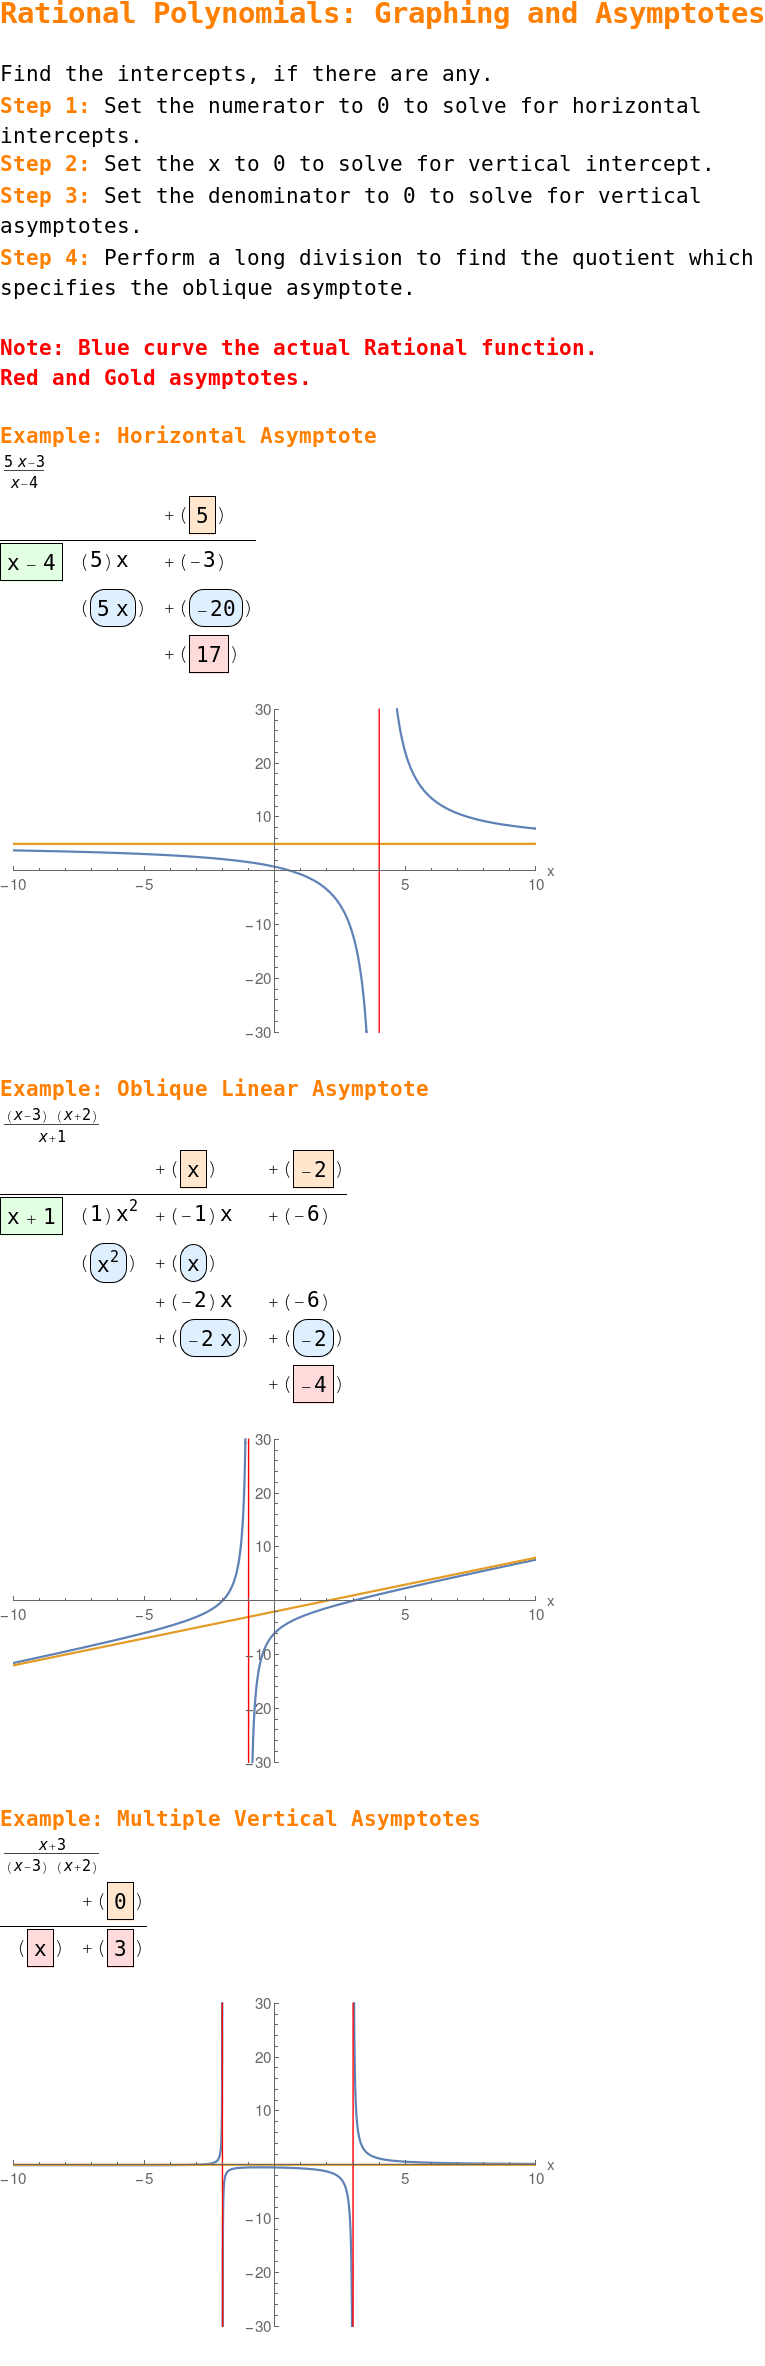 Rational Polynomials: Graphing and Asymptotes
Find the intercepts, if there are any.
Step 1: Set the numerator to 0 to solve for horizontal
intercepts.
Step 2: Set the x to 0 to solve for vertical intercept.
Step 3: Set the denominator to 0 to solve for vertical
asymptotes.
Step 4: Perform a long division to find the quotient which
specifies the oblique asymptote.
Note: Blue curve the actual Rational function.
Red and Gold asymptotes.
Example: Horizontal Asymptote
5 x−3
x−4
+ ( 5 )
x − 4 (5) x + (−3)
( 5 x ) + ( −20 )
+ ( 17 )
30
20
10
−10 −5 5 10 x
−10
−20
−30
Example: Oblique Linear Asymptote
(x−3) (x+2)
x+1
+ ( x ) + ( −2 )
x + 1 (1) x² + (−1) x + (−6)
( x² ) + ( x )
+ (−2) x + (−6)
+ ( −2 x ) + ( −2 )
+ ( −4 )
30
20
10
−10 −5 5 10 x
−10
−20
−30
Example: Multiple Vertical Asymptotes
x+3
(x−3) (x+2)
+ ( 0 )
( x ) + ( 3 )
30
20
10
−10 −5 5 10 x
−10
−20
−30